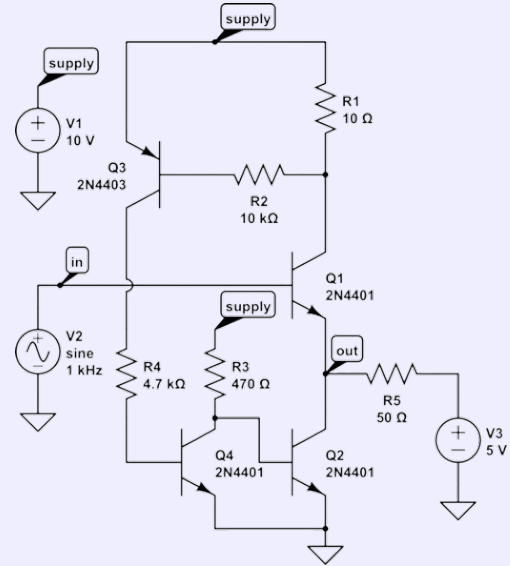 supply
supply
V1
10 V
R1
10 Ω
Q3
2N4403
R2
10 kΩ
in
Q1
2N4401
supply
V2
sine
1 kHz
out
R4
4.7 kΩ
R3
470 Ω
R5
50 Ω
V3
5 V
Q4
2N4401
Q2
2N4401